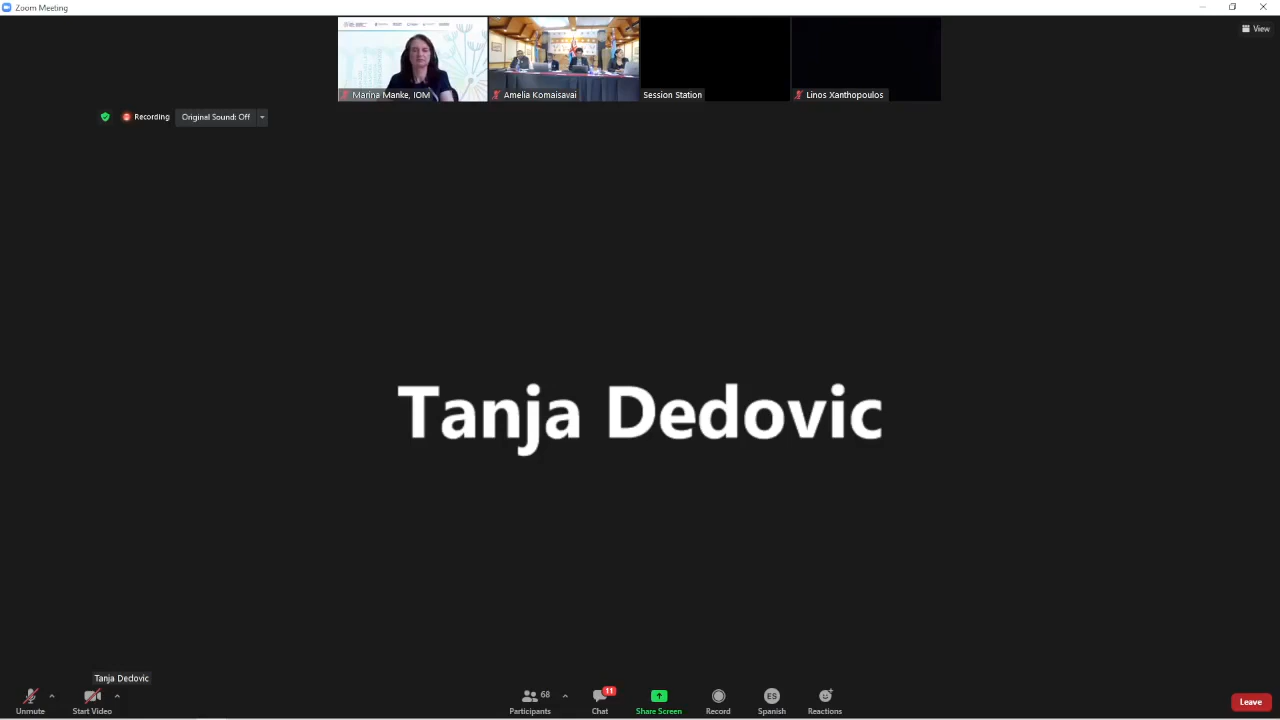 Zoom Meeting
View
Marina Manke, IOM
Amelia Komaisavai
Session Station
Linos Xanthopoulos
Recording
Original Sound: Off
Tanja Dedovic
Tanja Dedovic
Unmute
Start Video
68
Participants
11
Chat
Share Screen
Record
ES
Spanish
Reactions
Leave